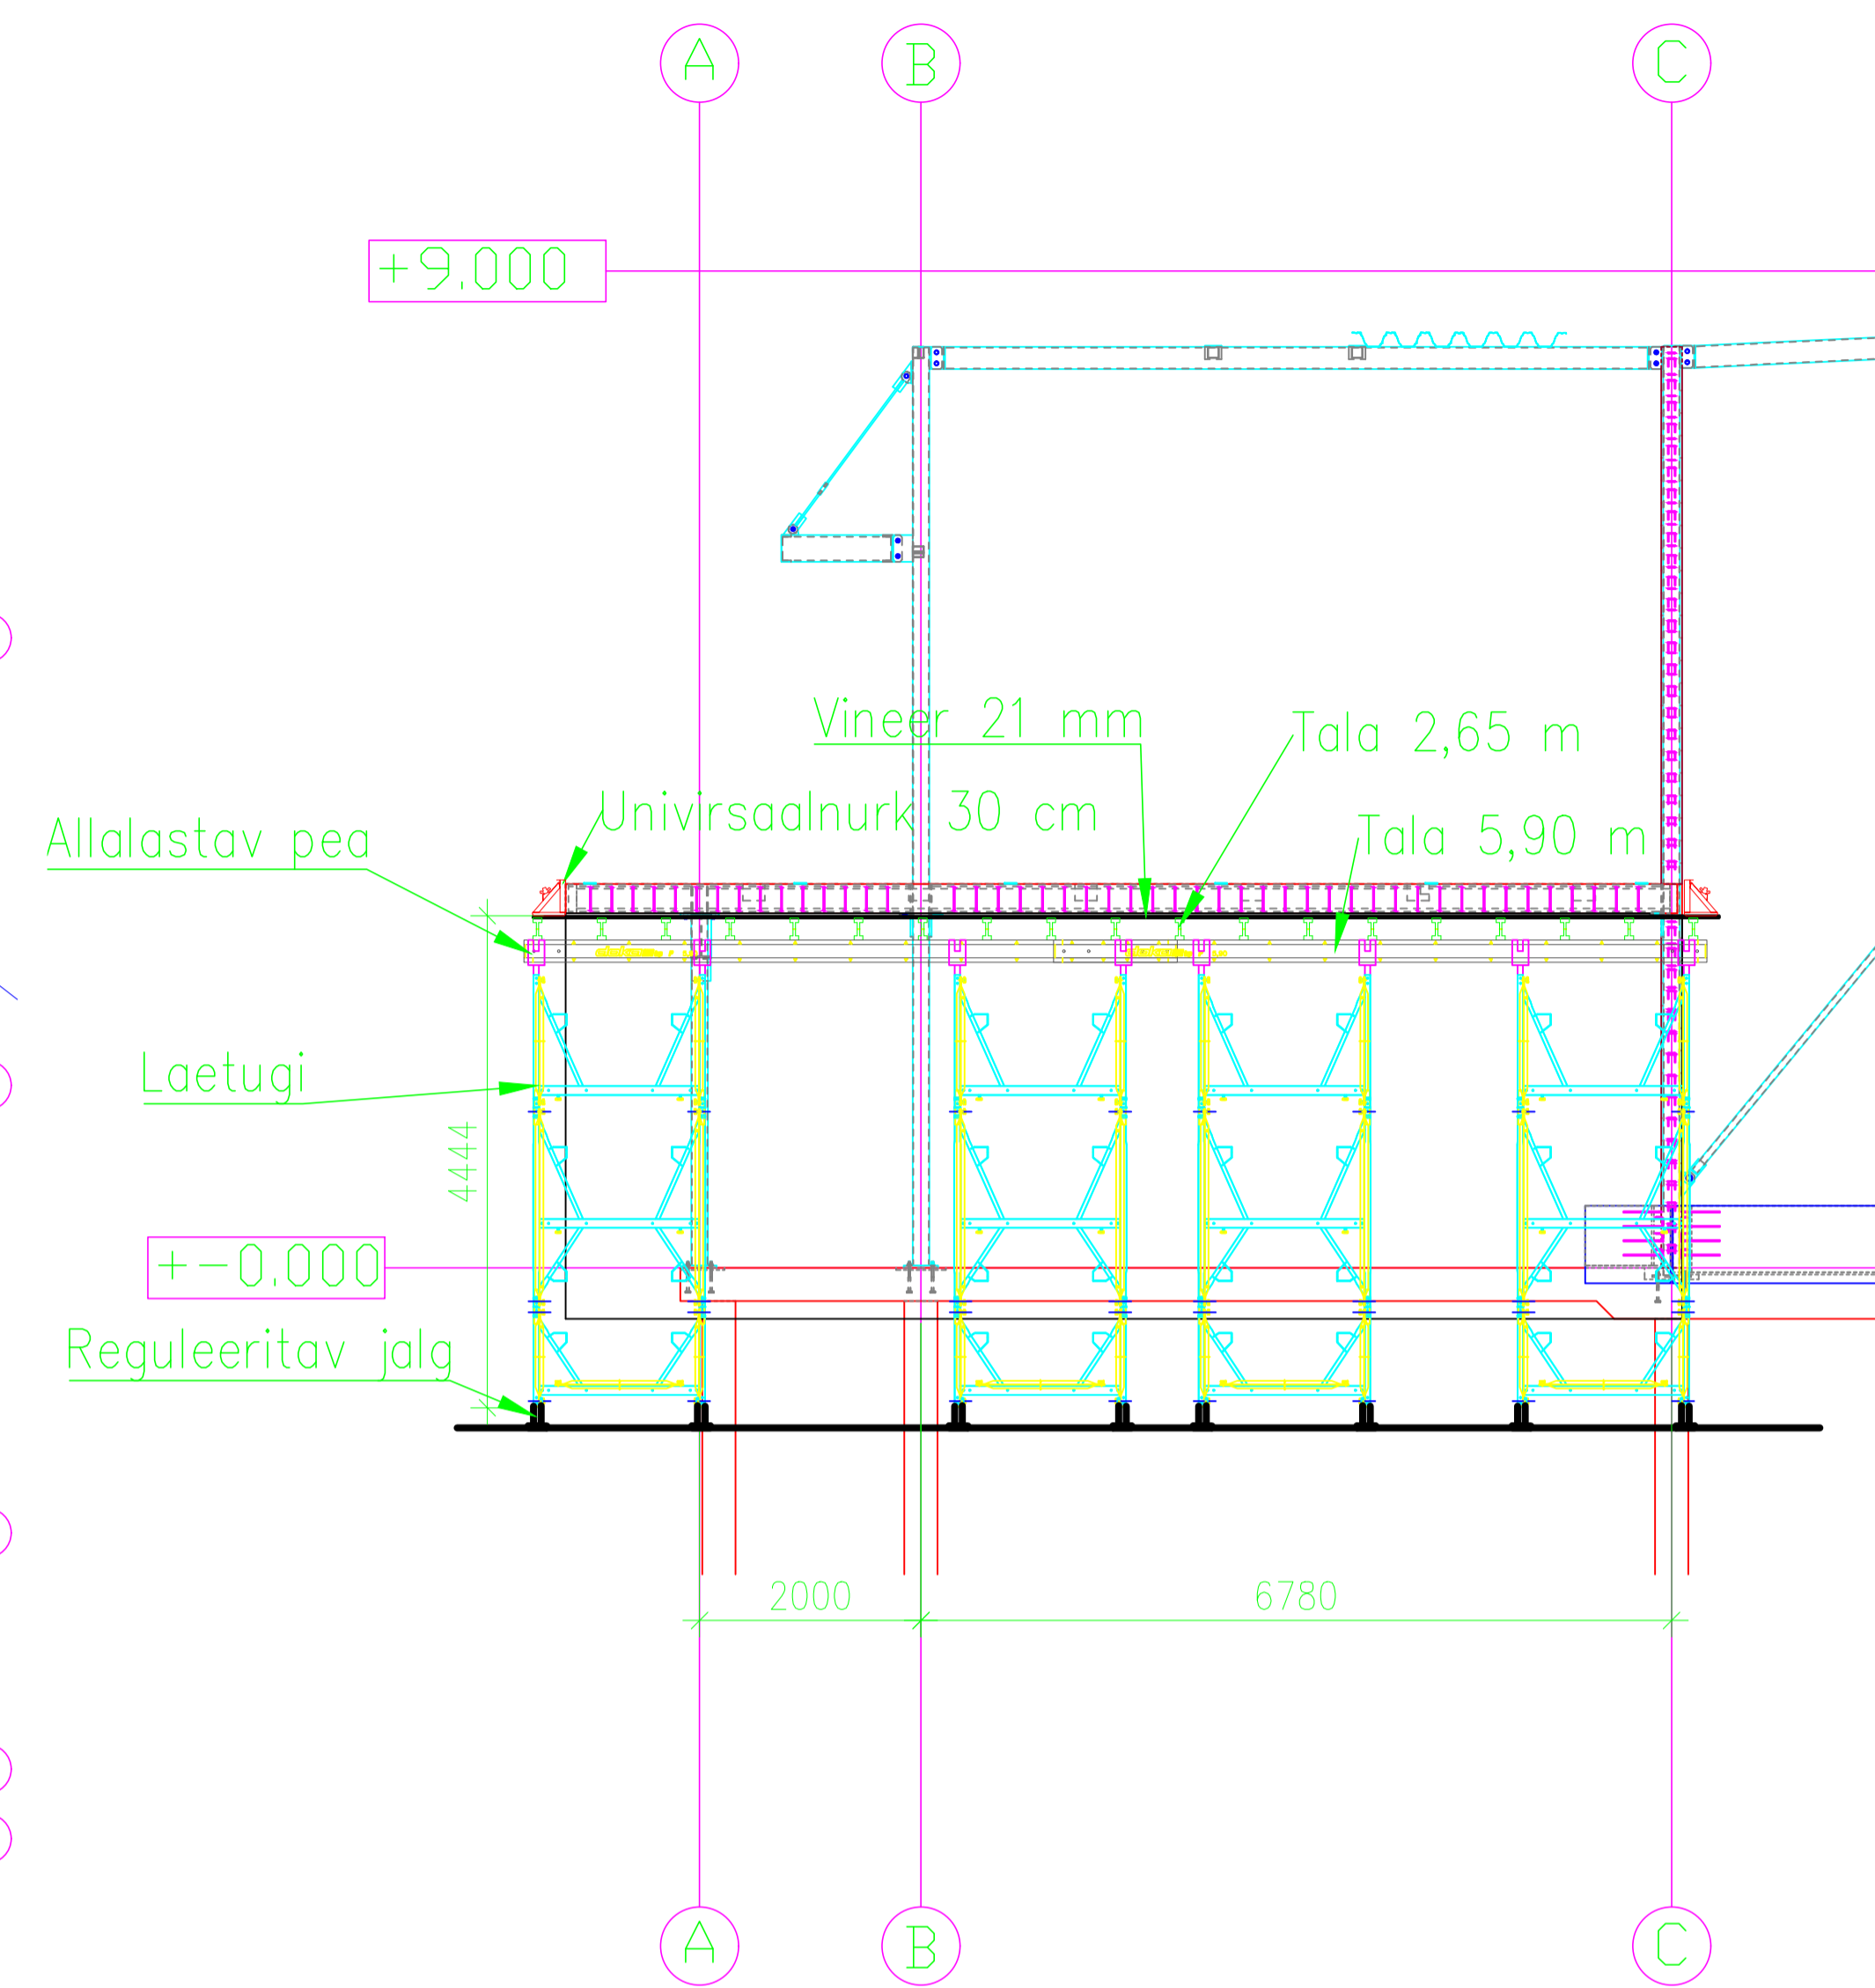 A B C
+9,000
Vineer 21 mm
Tala 2,65 m
Univirsaalnurk 30 cm
Tala 5,90 m
Allalastav pea
Laetugi
4444
+-0,000
Reguleeritav jalg
2000 6780
A B C